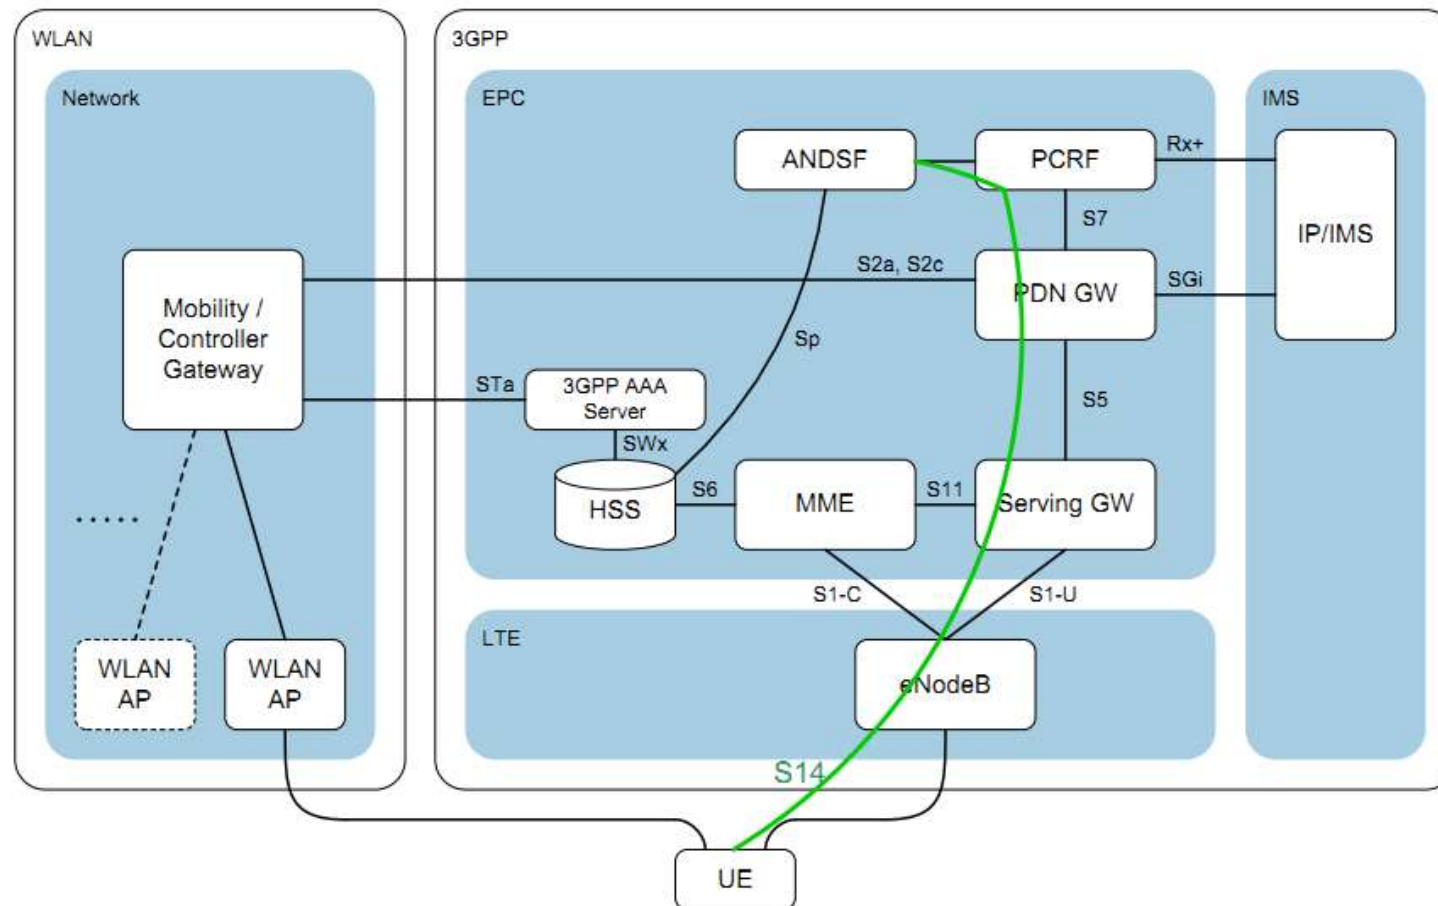 WLAN
3GPP
Network
EPC
IMS
ANDSF
PCRF
Rx+
S7
IP/IMS
S2a, S2c
SGi
PDN GW
Mobility /
Controller
Gateway
Sp
STa
3GPP AAA
Server
S5
SWx
HSS
S6
MME
S11
Serving GW
.....
S1-C
S1-U
LTE
WLAN
AP
WLAN
AP
eNodeB
S14
UE